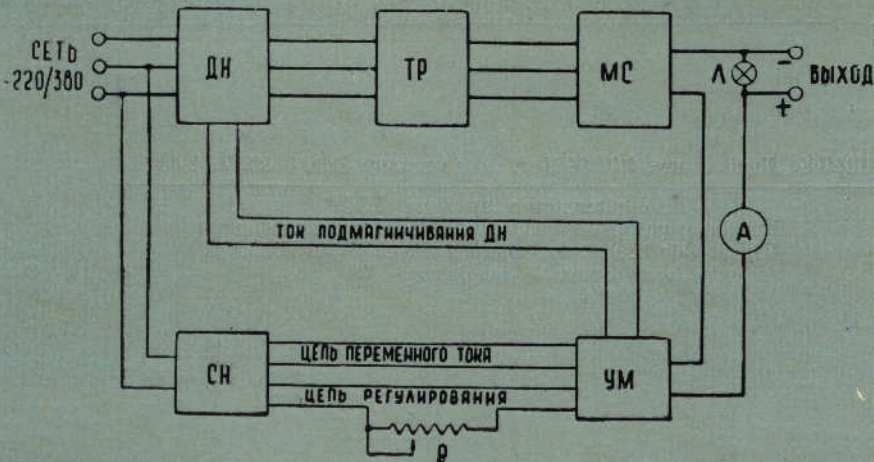 СЕТЬ
~220/380
ДН
ТР
МС
Л
-
+
ВЫХОД
ТОК ПОДМАГНИЧИВАНИЯ ДН
А
СН
ЦЕПЬ ПЕРЕМЕННОГО ТОКА
ЦЕПЬ РЕГУЛИРОВАНИЯ
УМ
R